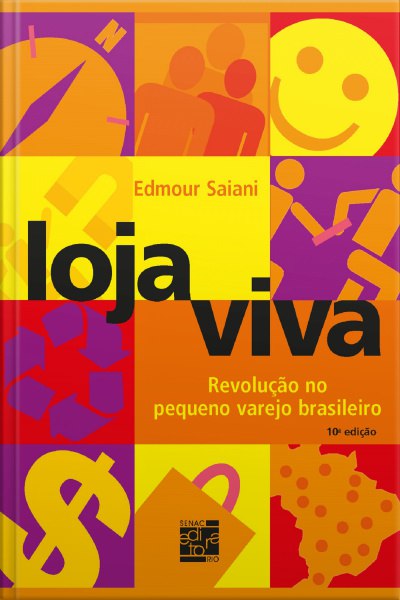 N
Edmour Saiani
loja
viva
Revolução no
pequeno varejo brasileiro
10ª edição
SENAC
editora
RIO